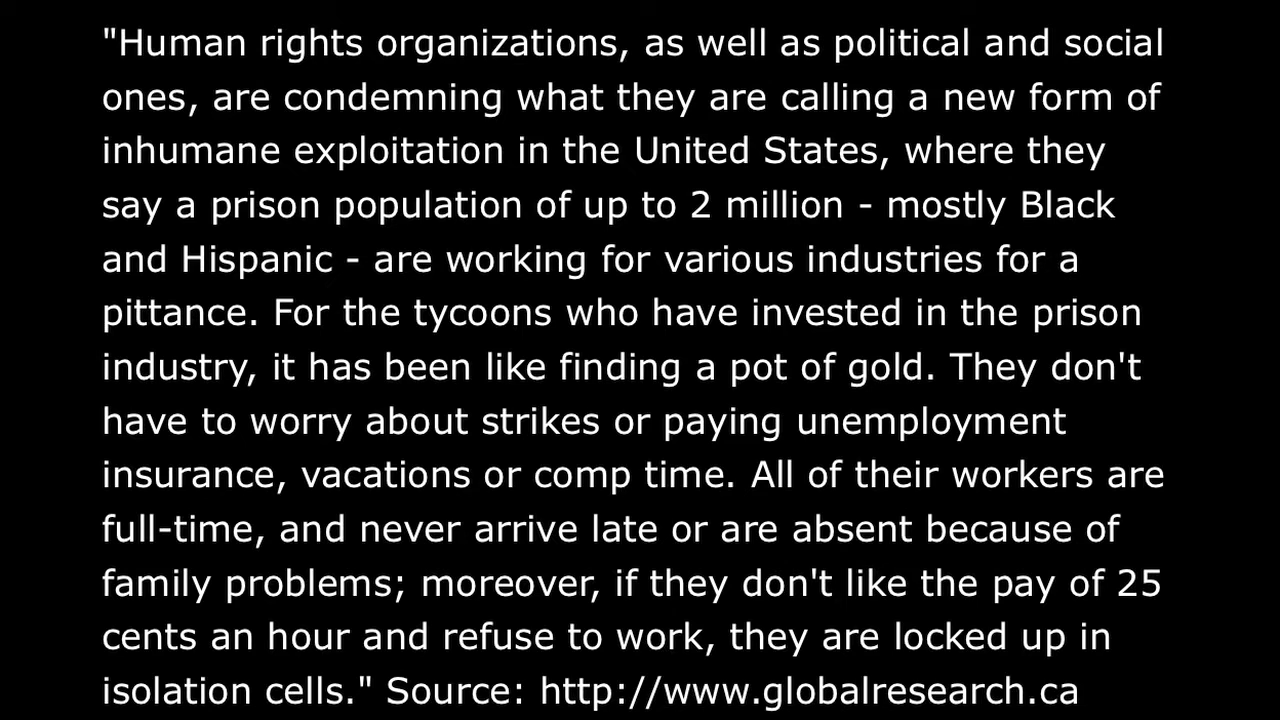 "Human rights organizations, as well as political and social
ones, are condemning what they are calling a new form of
inhumane exploitation in the United States, where they
say a prison population of up to 2 million - mostly Black
and Hispanic - are working for various industries for a
pittance. For the tycoons who have invested in the prison
industry, it has been like finding a pot of gold. They don't
have to worry about strikes or paying unemployment
insurance, vacations or comp time. All of their workers are
full-time, and never arrive late or are absent because of
family problems; moreover, if they don't like the pay of 25
cents an hour and refuse to work, they are locked up in
isolation cells." Source: http://www.globalresearch.ca